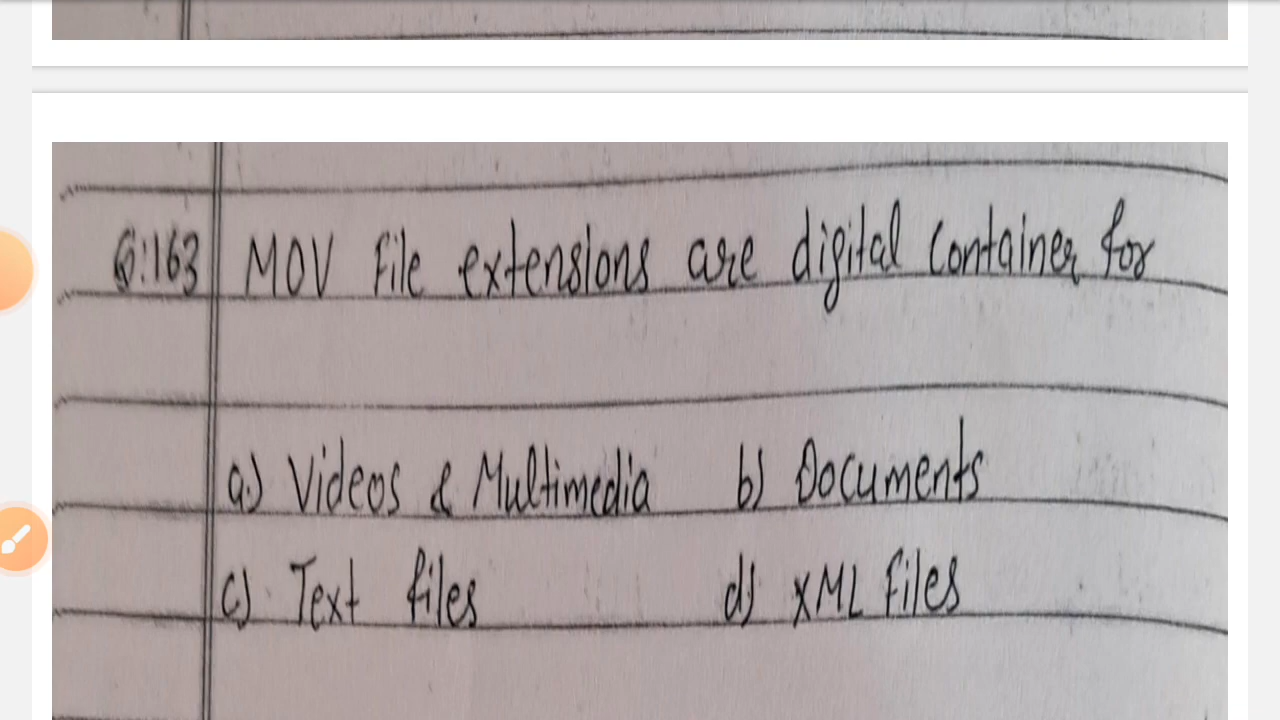 Q:163 MOV File extensions are digital container for
a.) Videos & Multimedia b) Documents
c) Text files d) XML files